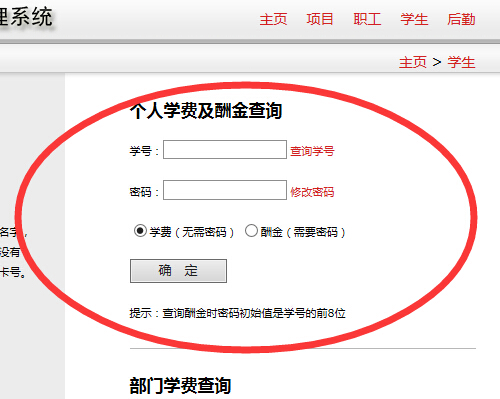 理系统
主页 项目 职工 学生 后勤
主页 > 学生
个人学费及酬金查询
学号： 查询学号
密码： 修改密码
学费（无需密码） 酬金（需要密码）
名字，
没有
卡号。
确 定
提示：查询酬金时密码初始值是学号的前8位
部门学费查询